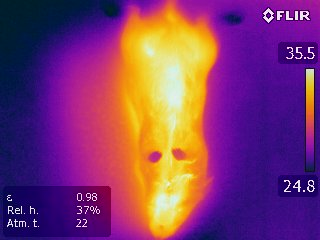 FLIR
35.5
24.8
ε 0.98
Rel. h. 37%
Atm. t. 22